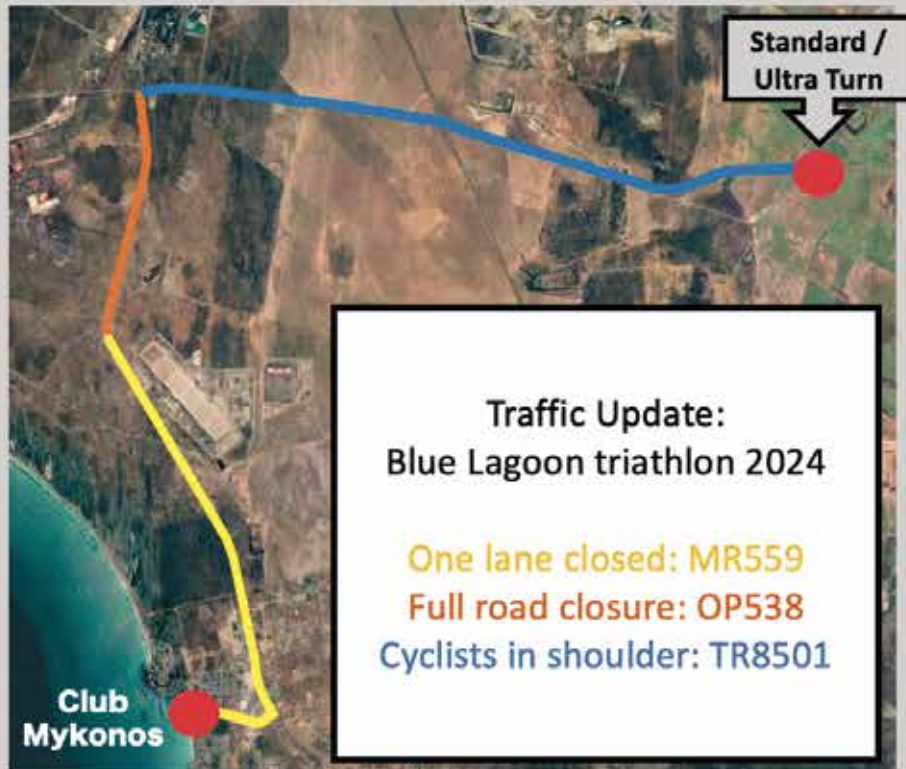 Standard /
Ultra Turn
Traffic Update:
Blue Lagoon triathlon 2024
One lane closed: MR559
Full road closure: OP538
Cyclists in shoulder: TR8501
Club
Mykonos